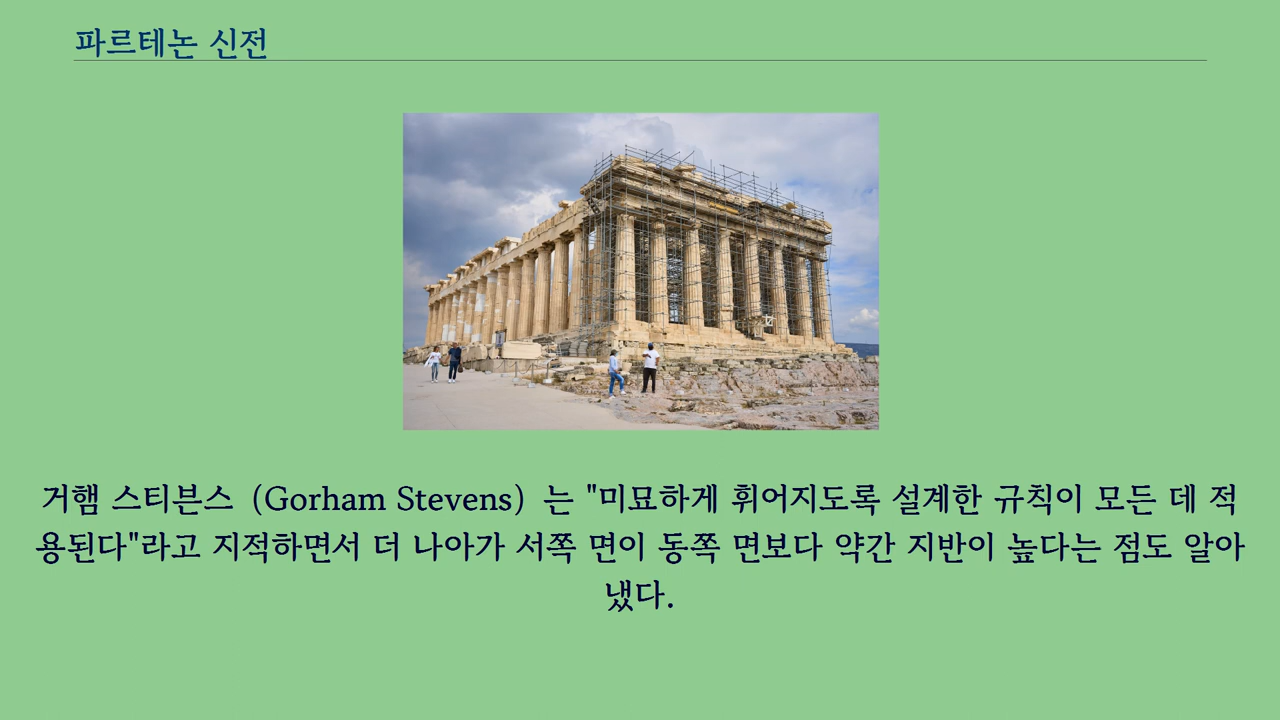 파르테논 신전
거햄 스티븐스 (Gorham Stevens) 는 "미묘하게 휘어지도록 설계한 규칙이 모든 데 적
용된다"라고 지적하면서 더 나아가 서쪽 면이 동쪽 면보다 약간 지반이 높다는 점도 알아
냈다.